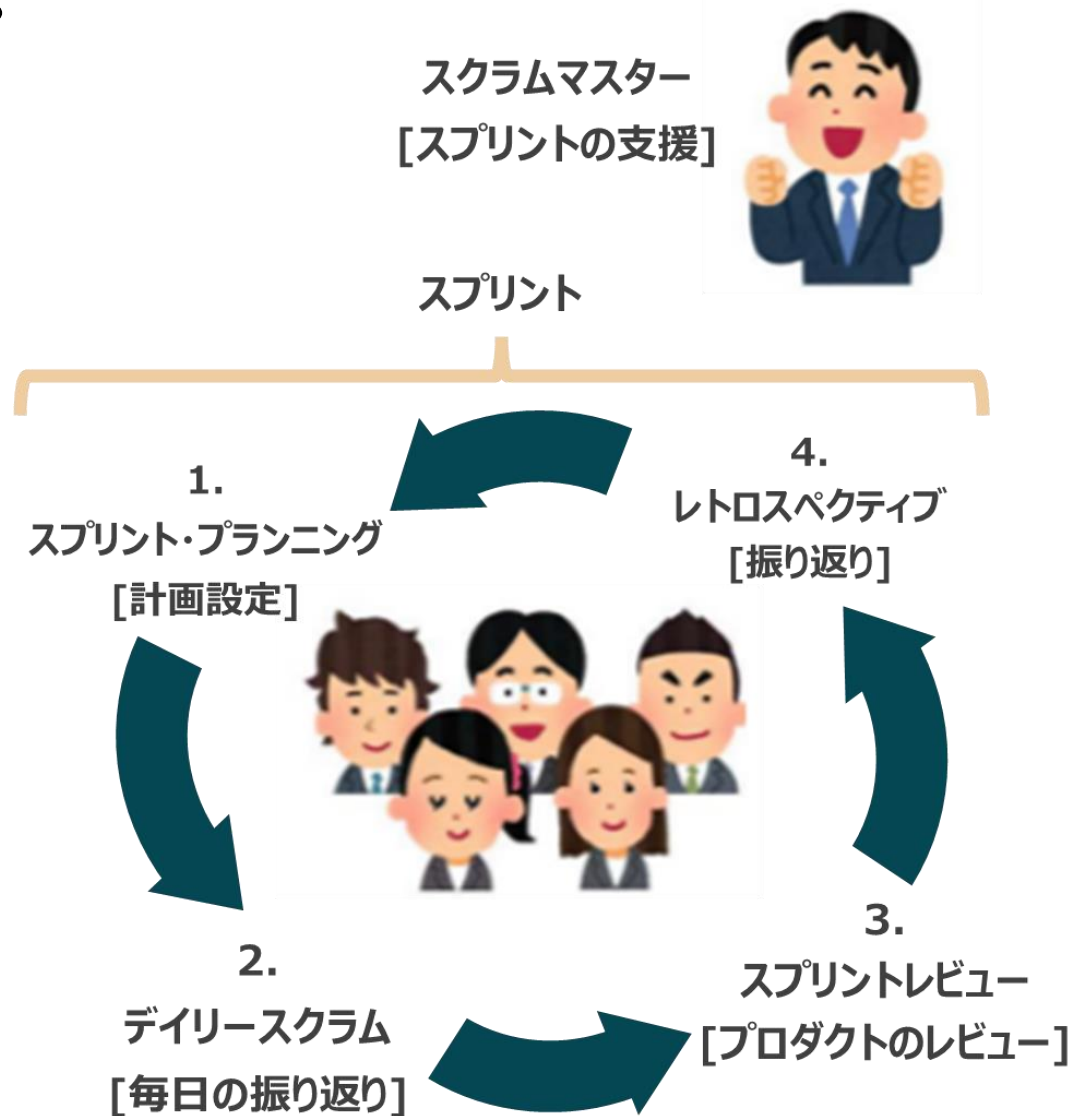 スクラムマスター
[スプリントの支援]
スプリント
1.
スプリント・プランニング
[計画設定]
2.
デイリースクラム
[毎日の振り返り]
3.
スプリントレビュー
[プロダクトのレビュー]
4.
レトロスペクティブ
[振り返り]